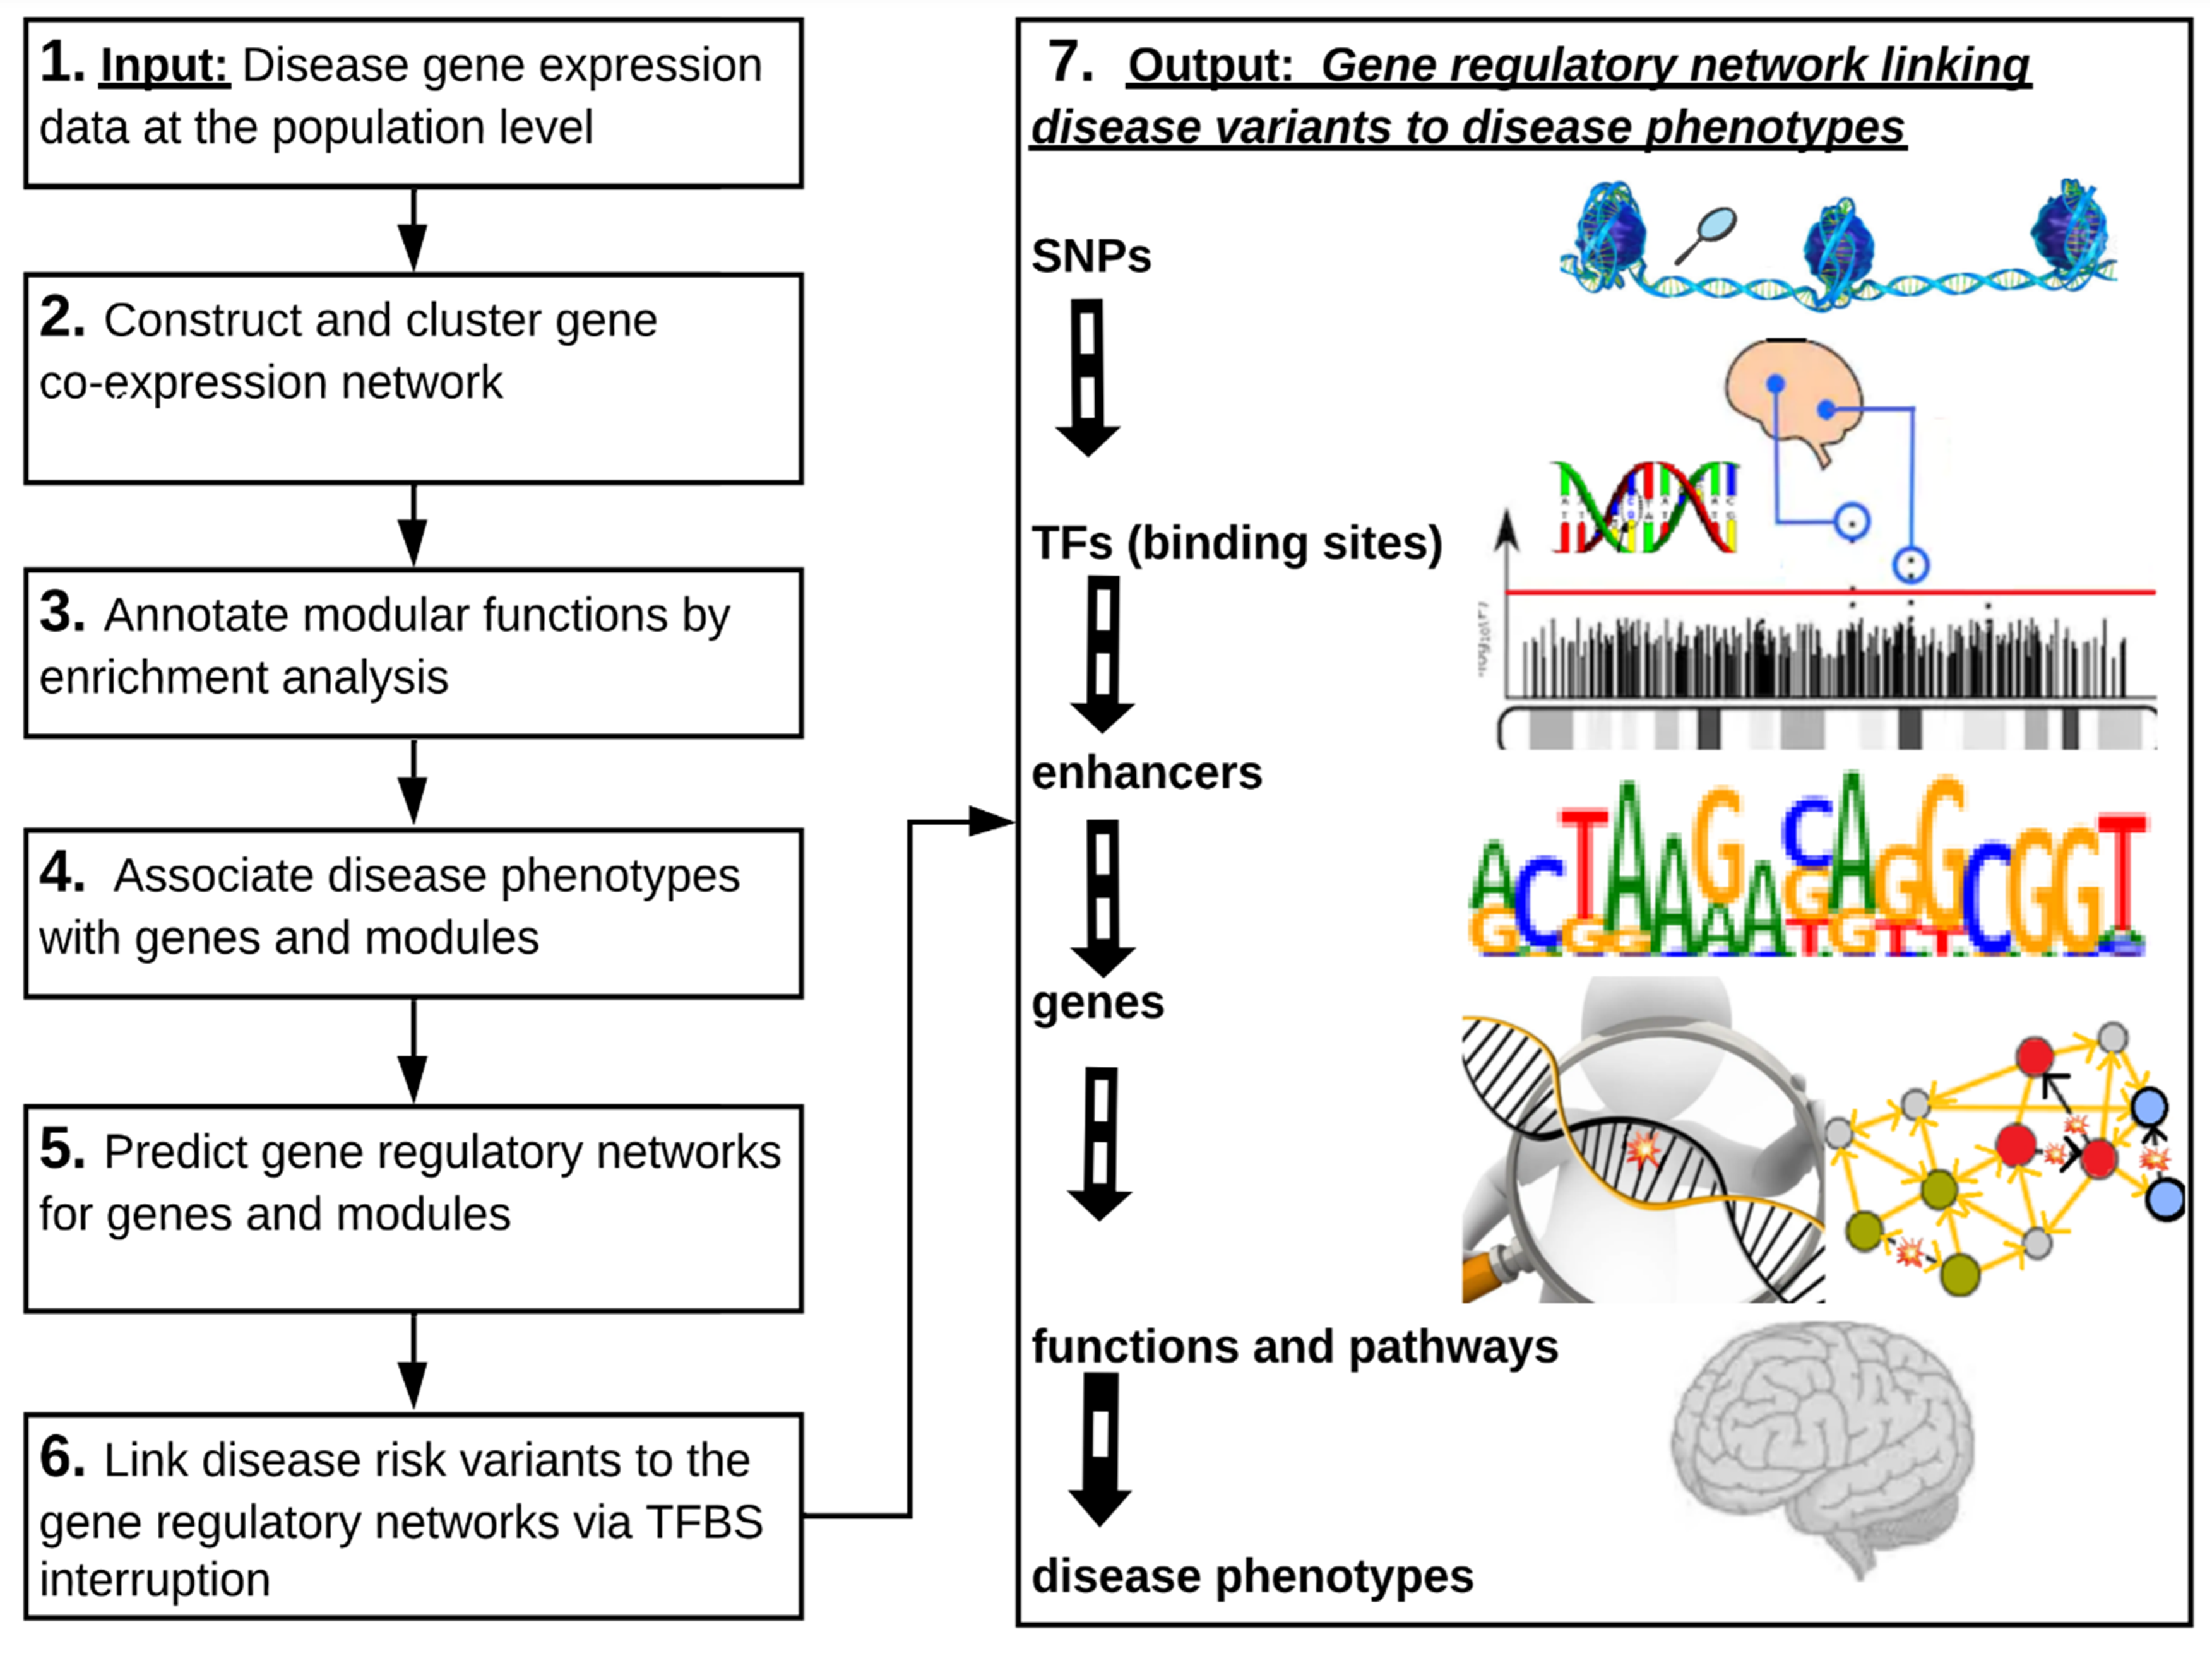 1. Input: Disease gene expression
data at the population level
2. Construct and cluster gene
co-expression network
3. Annotate modular functions by
enrichment analysis
4. Associate disease phenotypes
with genes and modules
5. Predict gene regulatory networks
for genes and modules
6. Link disease risk variants to the
gene regulatory networks via TFBS
interruption
7. Output: Gene regulatory network linking
disease variants to disease phenotypes
SNPs
TFs (binding sites)
enhancers
genes
functions and pathways
disease phenotypes